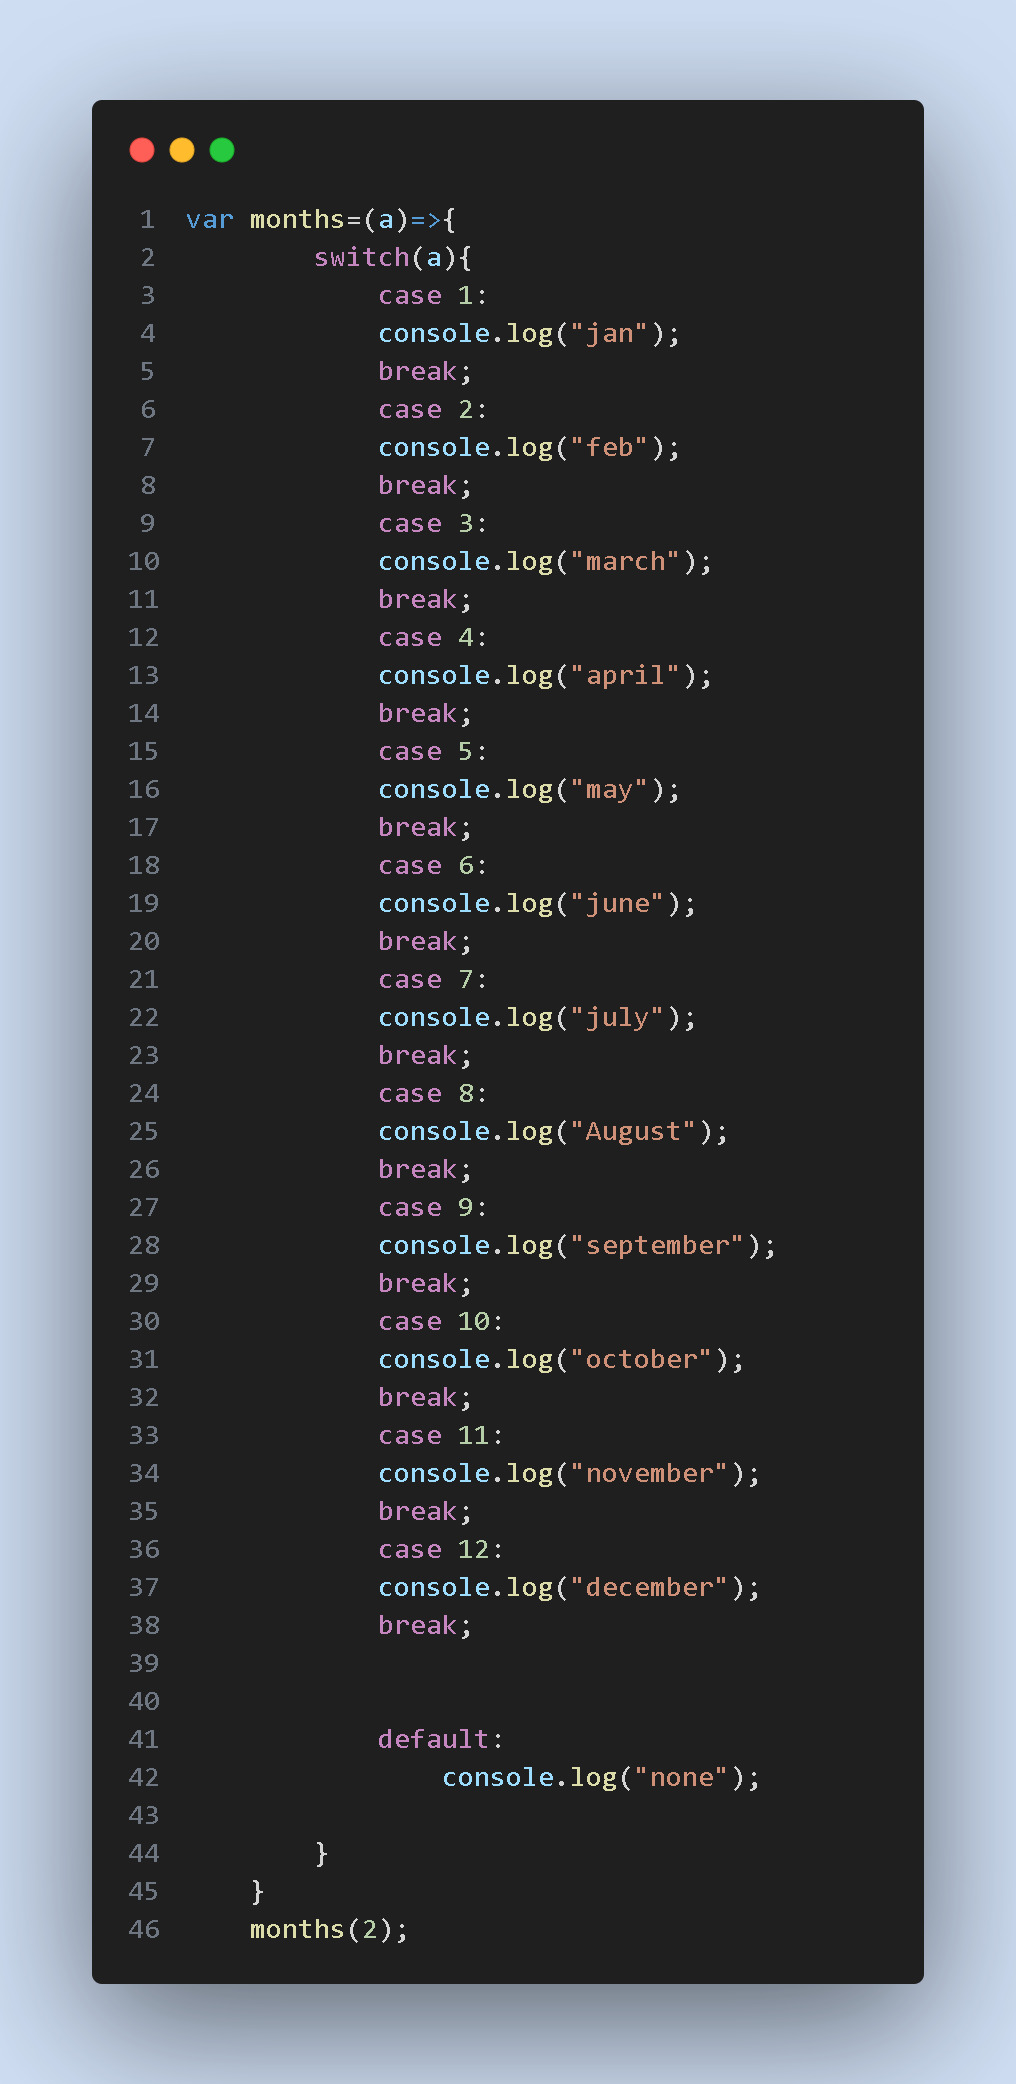 1 var months=(a)=>{
2         switch(a){
3             case 1:
4             console.log("jan");
5             break;
6             case 2:
7             console.log("feb");
8             break;
9             case 3:
10             console.log("march");
11             break;
12             case 4:
13             console.log("april");
14             break;
15             case 5:
16             console.log("may");
17             break;
18             case 6:
19             console.log("june");
20             break;
21             case 7:
22             console.log("july");
23             break;
24             case 8:
25             console.log("August");
26             break;
27             case 9:
28             console.log("september");
29             break;
30             case 10:
31             console.log("october");
32             break;
33             case 11:
34             console.log("november");
35             break;
36             case 12:
37             console.log("december");
38             break;
39
40
41             default:
42                 console.log("none");
43
44         }
45     }
46     months(2);